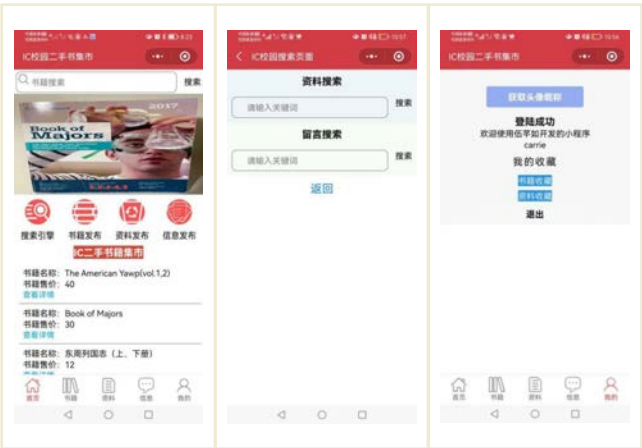 8:23
IC校园二手书集市
书籍搜索
搜索
2017
Book of
Majors
搜索引擎 书籍发布 资料发布 信息发布
IC二手书籍集市
书籍名称: The American Yawp(vol.1,2)
书籍售价: 40
查看详情
书籍名称: Book of Majors
书籍售价: 30
查看详情
书籍名称: 东周列国志（上、下册）
书籍售价: 12
首页 书籍 资料 信息 我的
10:57
IC校园搜索页面
资料搜索
请输入关键词
搜索
留言搜索
请输入关键词
搜索
返回
10:56
IC校园二手书集市
获取头像昵称
登陆成功
欢迎使用伍芊如开发的小程序
carrie
我的收藏
书籍收藏
资料收藏
退出
首页 书籍 资料 信息 我的